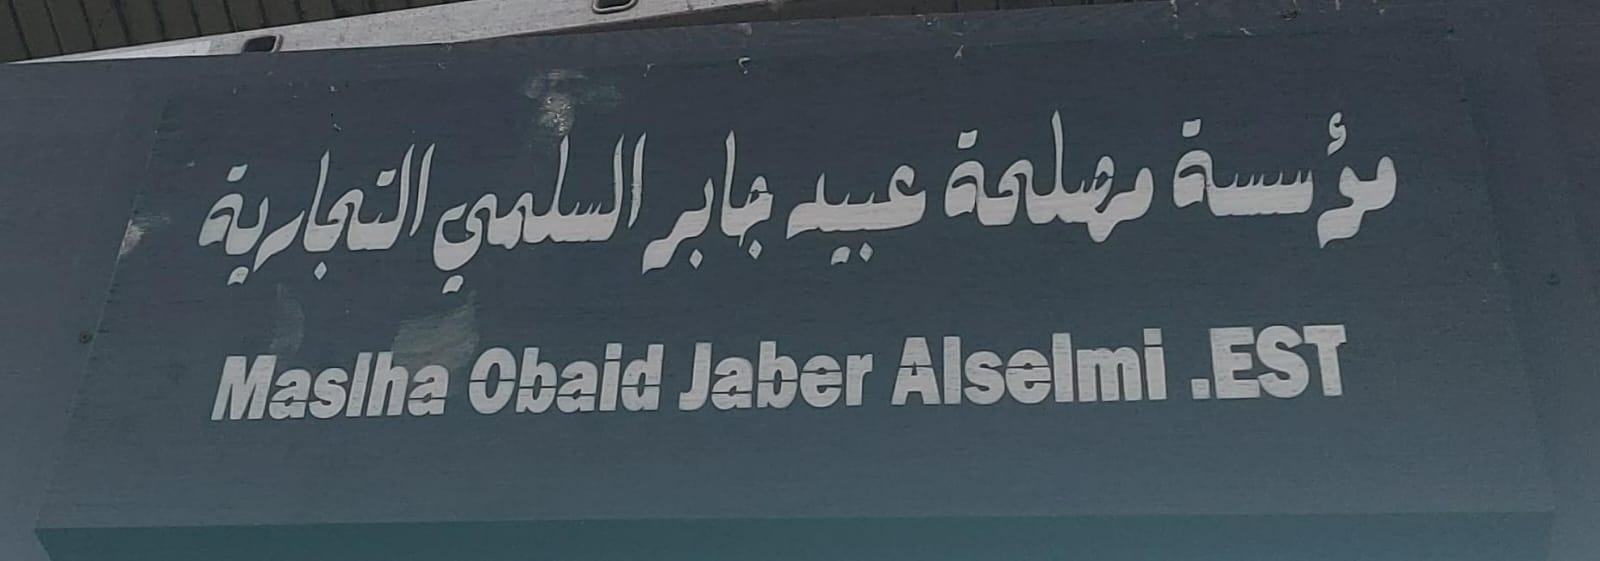 مؤسسة مصلحة عبيد جابر السلمي التجارية
Maslha Obaid Jaber Alselmi .EST